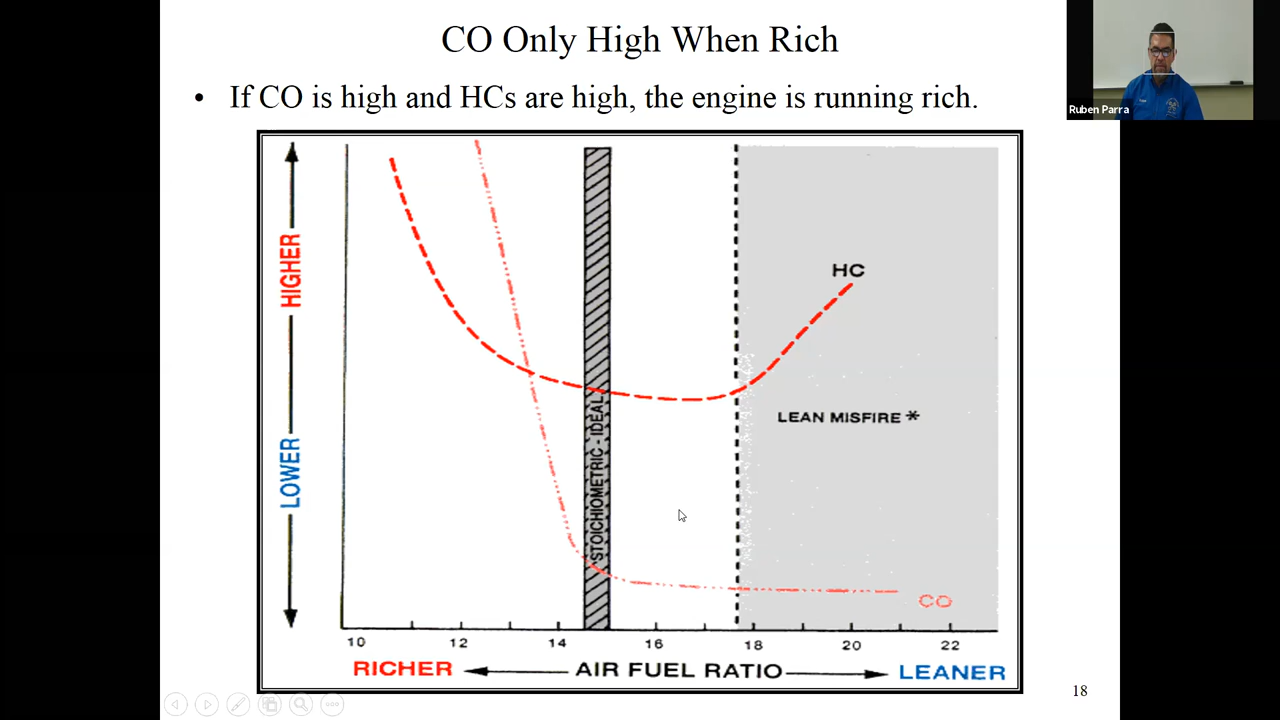 CO Only High When Rich
• If CO is high and HCs are high, the engine is running rich.
Ruben Parra
HIGHER
LOWER
STOICHIOMETRIC - IDEAL
HC
LEAN MISFIRE *
CO
10 12 14 16 18 20 22
RICHER AIR FUEL RATIO LEANER
18